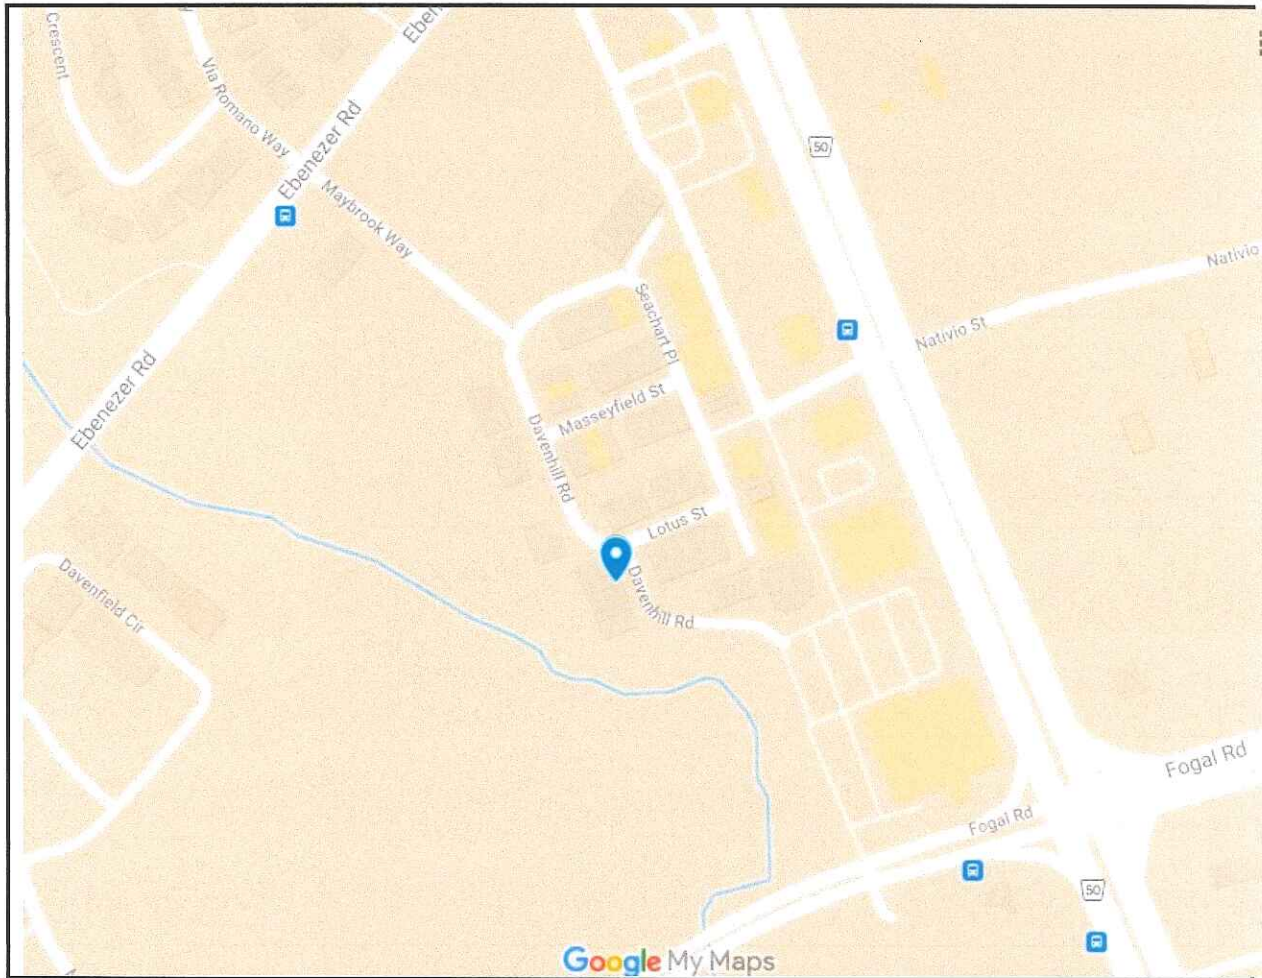 Crescent
Via Romano Way
Ebenezer Rd
Maybrook Way
50
Nativio
Nativio St
Seachart Pl
Ebenezer Rd
Masseyfield St
Davenhill Rd
Lotus St
Davenfield Cir
Davenhill Rd
Fogal Rd
Fogal Rd
50
Google My Maps